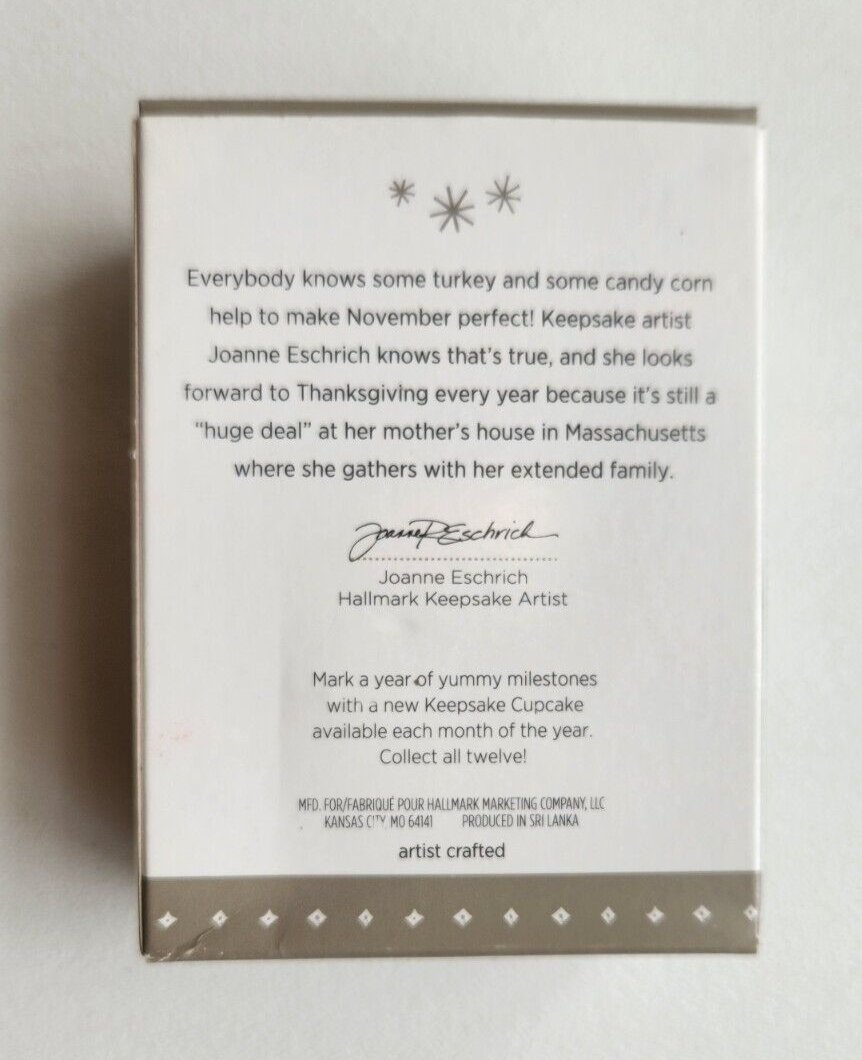 Everybody knows some turkey and some candy corn
help to make November perfect! Keepsake artist
Joanne Eschrich knows that's true, and she looks
forward to Thanksgiving every year because it's still a
“huge deal” at her mother's house in Massachusetts
where she gathers with her extended family.
Joanne R Eschrich
Joanne Eschrich
Hallmark Keepsake Artist
Mark a year of yummy milestones
with a new Keepsake Cupcake
available each month of the year.
Collect all twelve!
MFD. FOR/FABRIQUÉ POUR HALLMARK MARKETING COMPANY, LLC
KANSAS CITY MO 64141 PRODUCED IN SRI LANKA
artist crafted